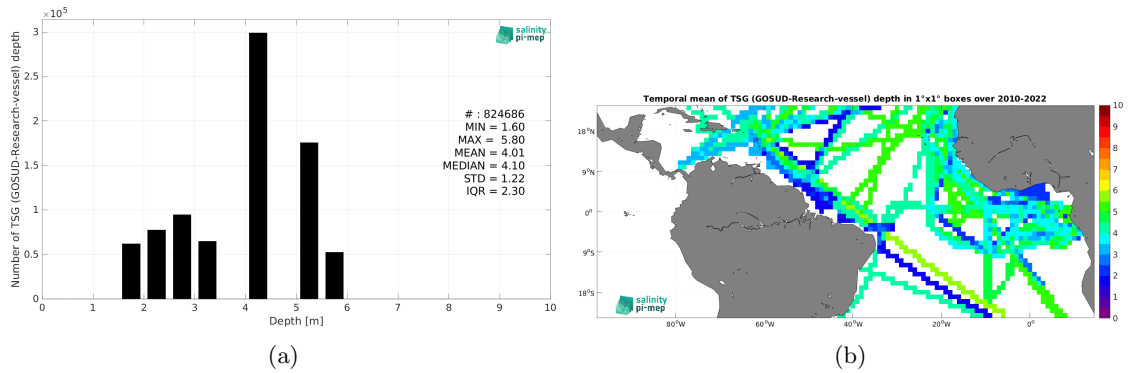 ×10⁵
3
2.5
2
1.5
1
0.5
0
0 1 2 3 4 5 6 7 8 9 10
Depth [m]
Number of TSG (GOSUD-Research-vessel) depth
salinity
pi-mep
# : 824686
MIN = 1.60
MAX = 5.80
MEAN = 4.01
MEDIAN = 4.10
STD = 1.22
IQR = 2.30
(a)
Temporal mean of TSG (GOSUD-Research-vessel) depth in 1°x1° boxes over 2010-2022
18°N
9°N
0°
9°S
18°S
80°W 60°W 40°W 20°W 0°
salinity
pi-mep
10
9
8
7
6
5
4
3
2
1
0
(b)